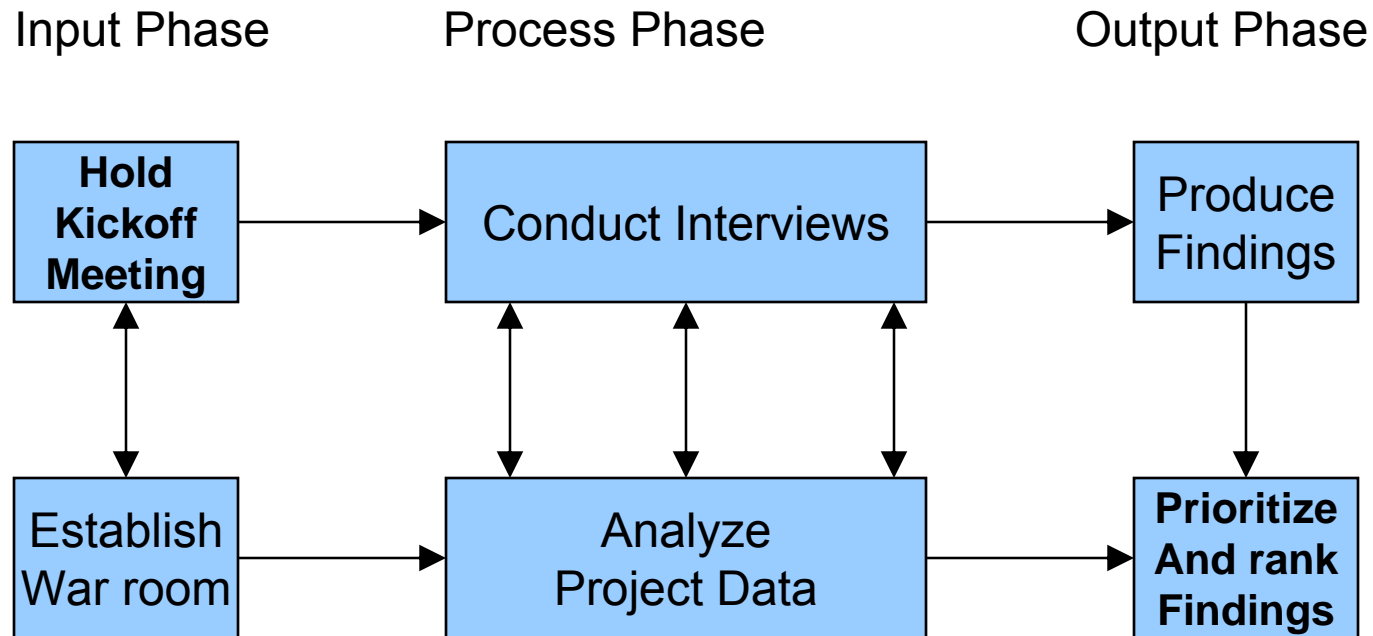 Input Phase
Process Phase
Output Phase
Hold
Kickoff
Meeting
Conduct Interviews
Produce
Findings
Establish
War room
Analyze
Project Data
Prioritize
And rank
Findings